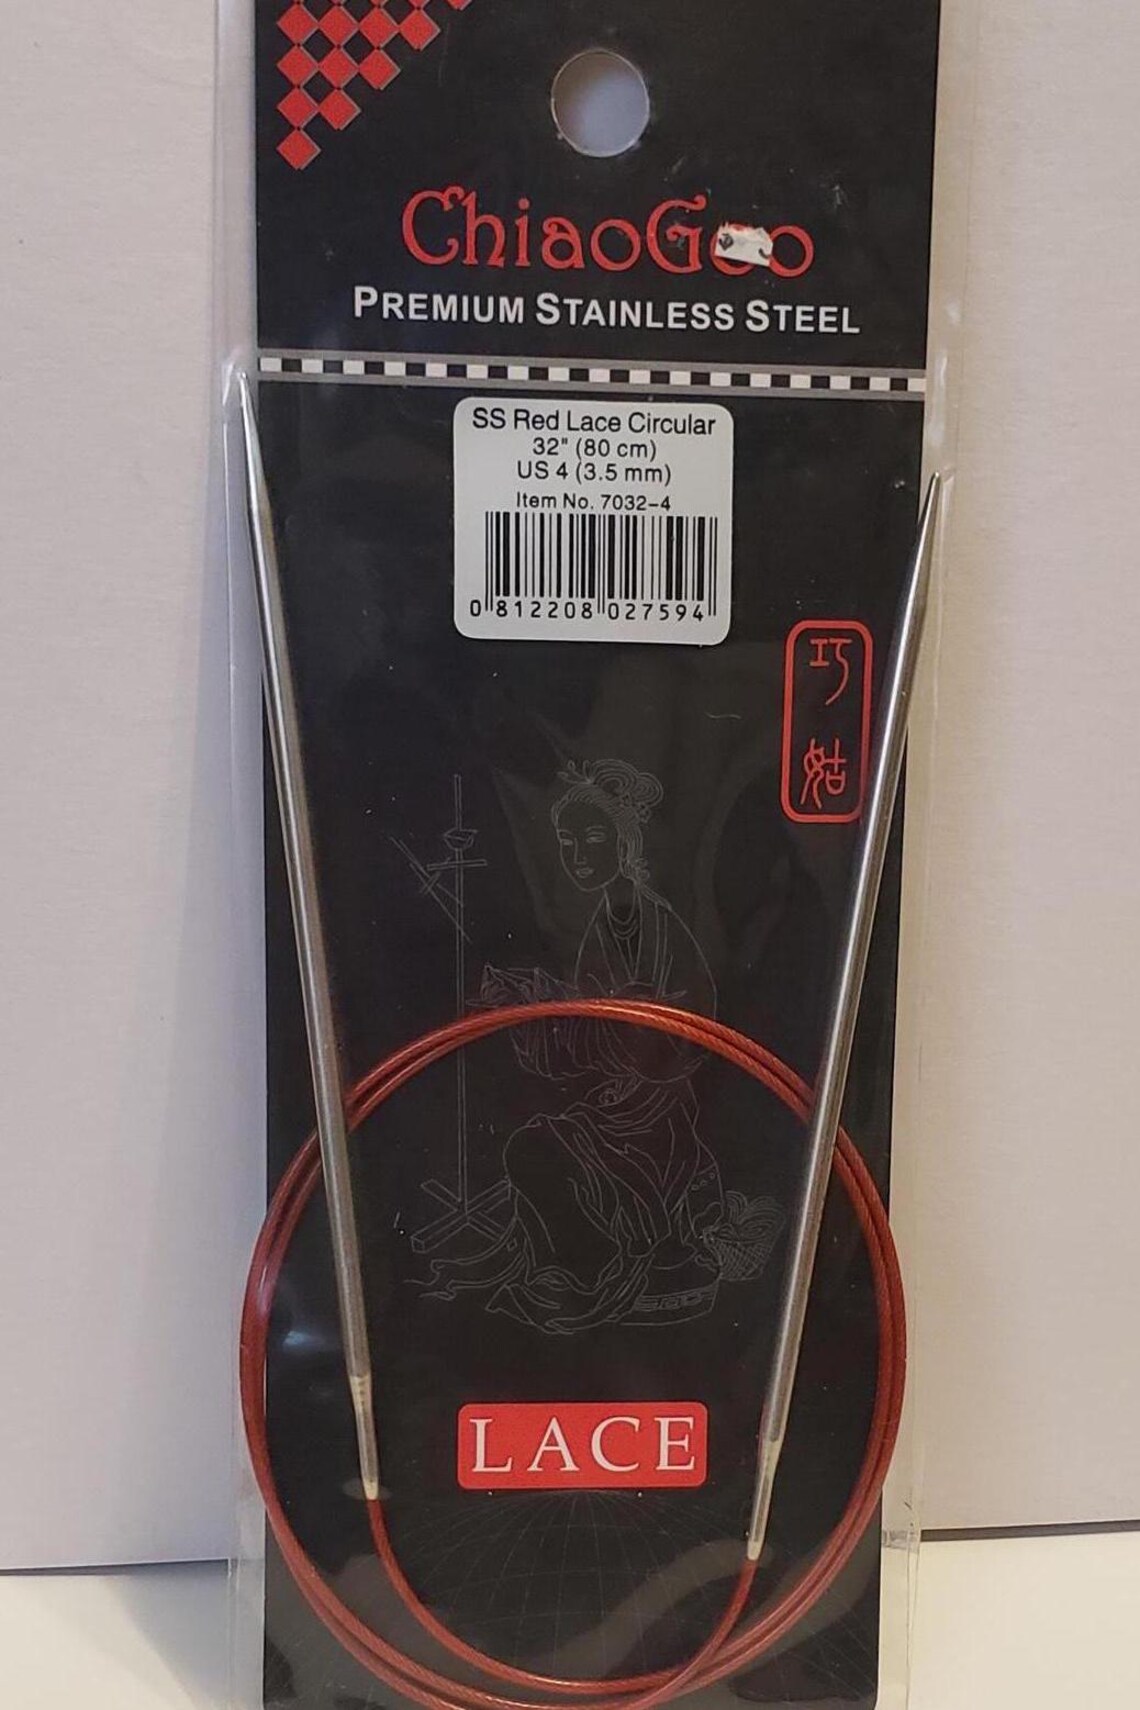 ChiaoGoo
PREMIUM STAINLESS STEEL
SS Red Lace Circular
32" (80 cm)
US 4 (3.5 mm)
Item No. 7032-4
0 812208 027594
巧
姑
LACE